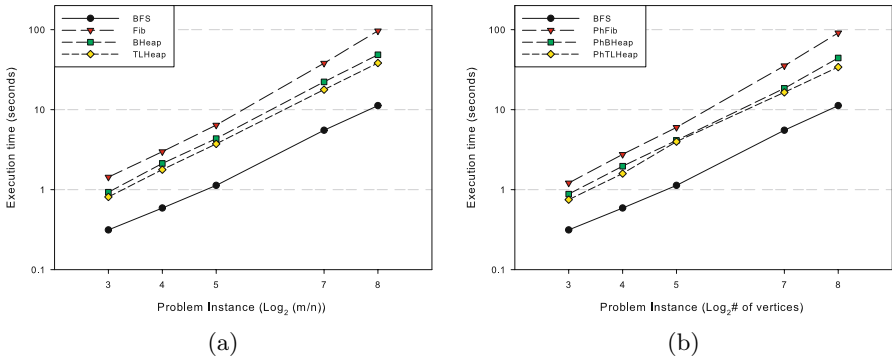 BFS
Fib
BHeap
TLHeap
100
10
1
0.1
Execution time (seconds)
3 4 5 7 8
Problem Instance (Log2 (m/n))
(a)
BFS
PhFib
PhBHeap
PhTLHeap
100
10
1
0.1
Execution time (seconds)
3 4 5 7 8
Problem Instance (Log2# of vertices)
(b)